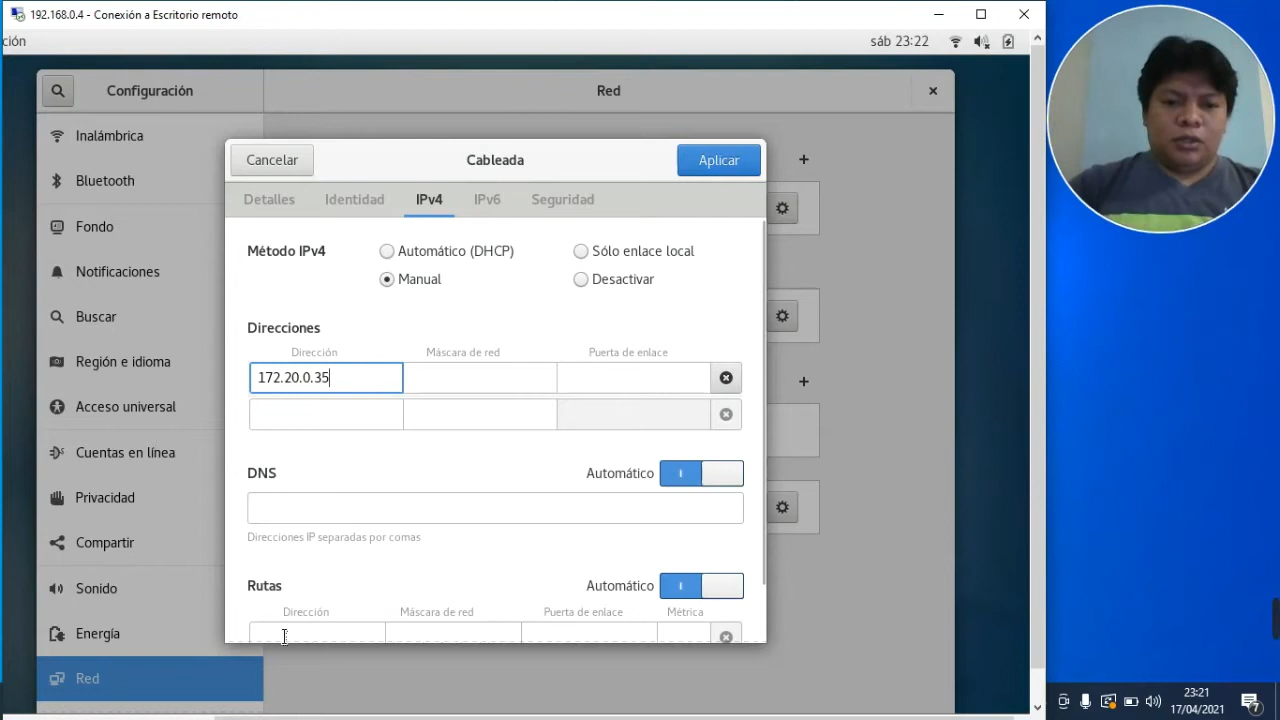 192.168.0.4 - Conexión a Escritorio remoto
ción
sáb 23:22
Configuración
Red
Inalámbrica
Bluetooth
Fondo
Notificaciones
Buscar
Región e idioma
Acceso universal
Cuentas en línea
Privacidad
Compartir
Sonido
Energía
Red
Cancelar
Cableada
Aplicar
Detalles
Identidad
IPv4
IPv6
Seguridad
Método IPv4
Automático (DHCP)
Sólo enlace local
Manual
Desactivar
Direcciones
Dirección
Máscara de red
Puerta de enlace
172.20.0.35
DNS
Automático
Direcciones IP separadas por comas
Rutas
Automático
Dirección
Máscara de red
Puerta de enlace
Métrica
23:21
17/04/2021
7